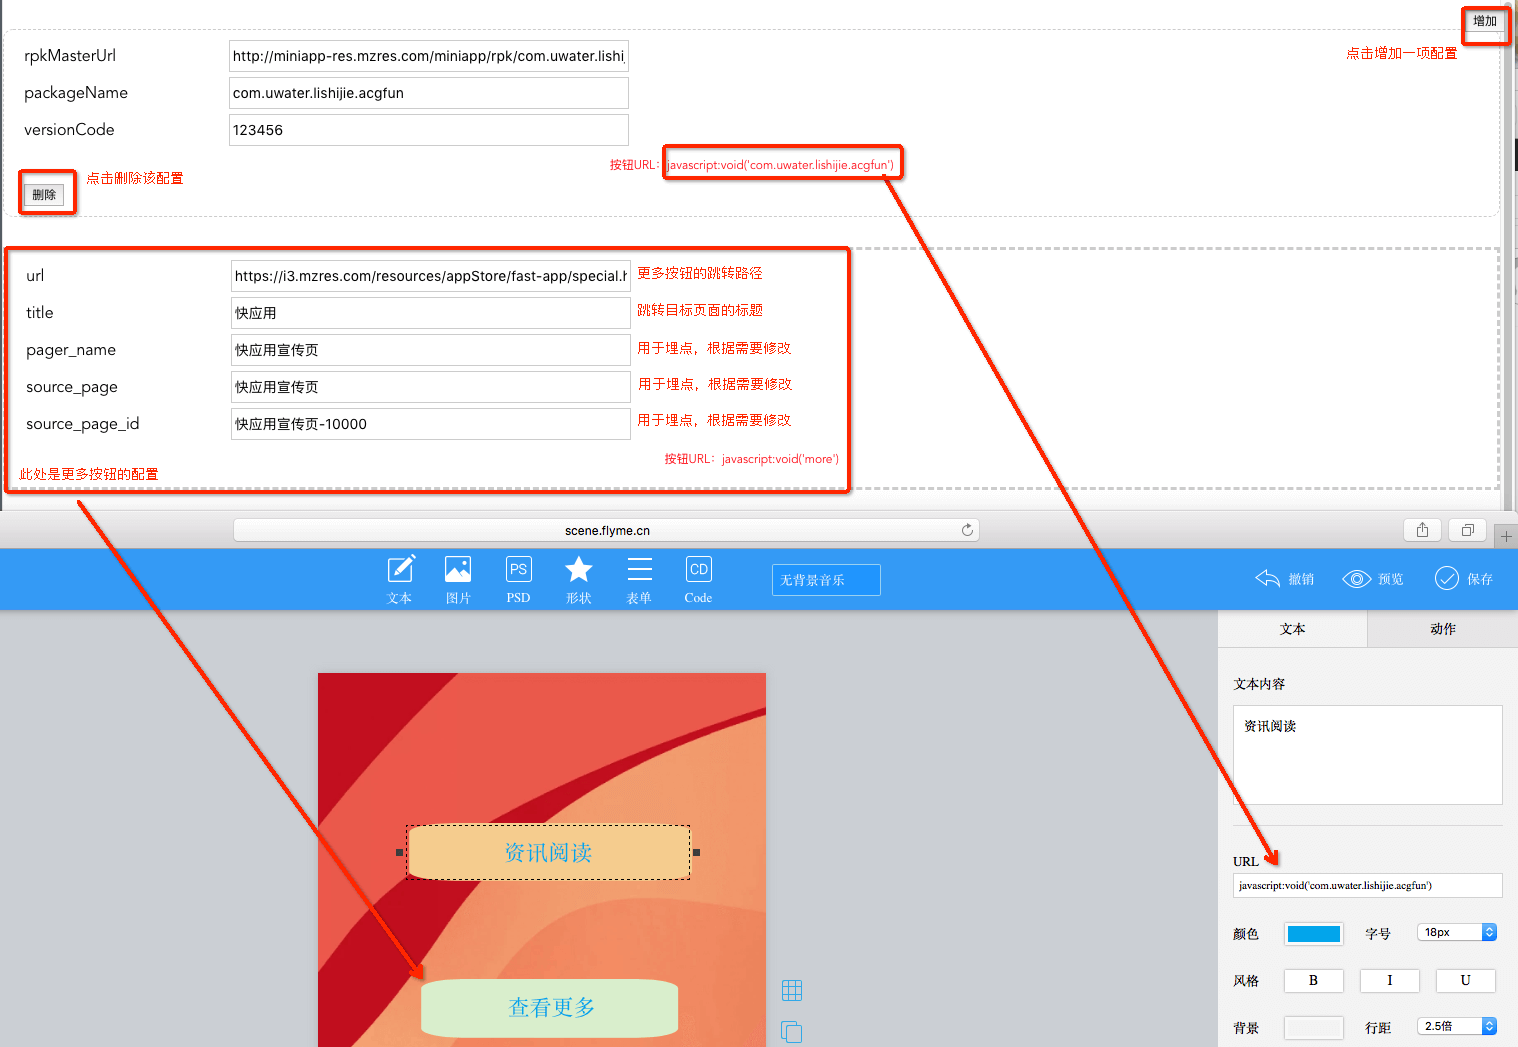 增加
点击增加一项配置
rpkMasterUrl http://miniapp-res.mzres.com/miniapp/rpk/com.uwater.lishij
packageName com.uwater.lishijie.acgfun
versionCode 123456
按钮URL: javascript:void('com.uwater.lishijie.acgfun')
点击删除该配置
删除
url https://i3.mzres.com/resources/appStore/fast-app/special.h 更多按钮的跳转路径
title 快应用 跳转目标页面的标题
pager_name 快应用宣传页 用于埋点，根据需要修改
source_page 快应用宣传页 用于埋点，根据需要修改
source_page_id 快应用宣传页-10000 用于埋点，根据需要修改
按钮URL: javascript:void('more')
此处是更多按钮的配置
scene.flyme.cn
PS CD
文本 图片 PSD 形状 表单 Code
无背景音乐
撤销 预览 保存
文本 动作
文本内容
资讯阅读
资讯阅读
URL
javascript:void('com.uwater.lishijie.acgfun')
颜色 字号 18px
风格 B I U
查看更多
背景 行距 2.5倍